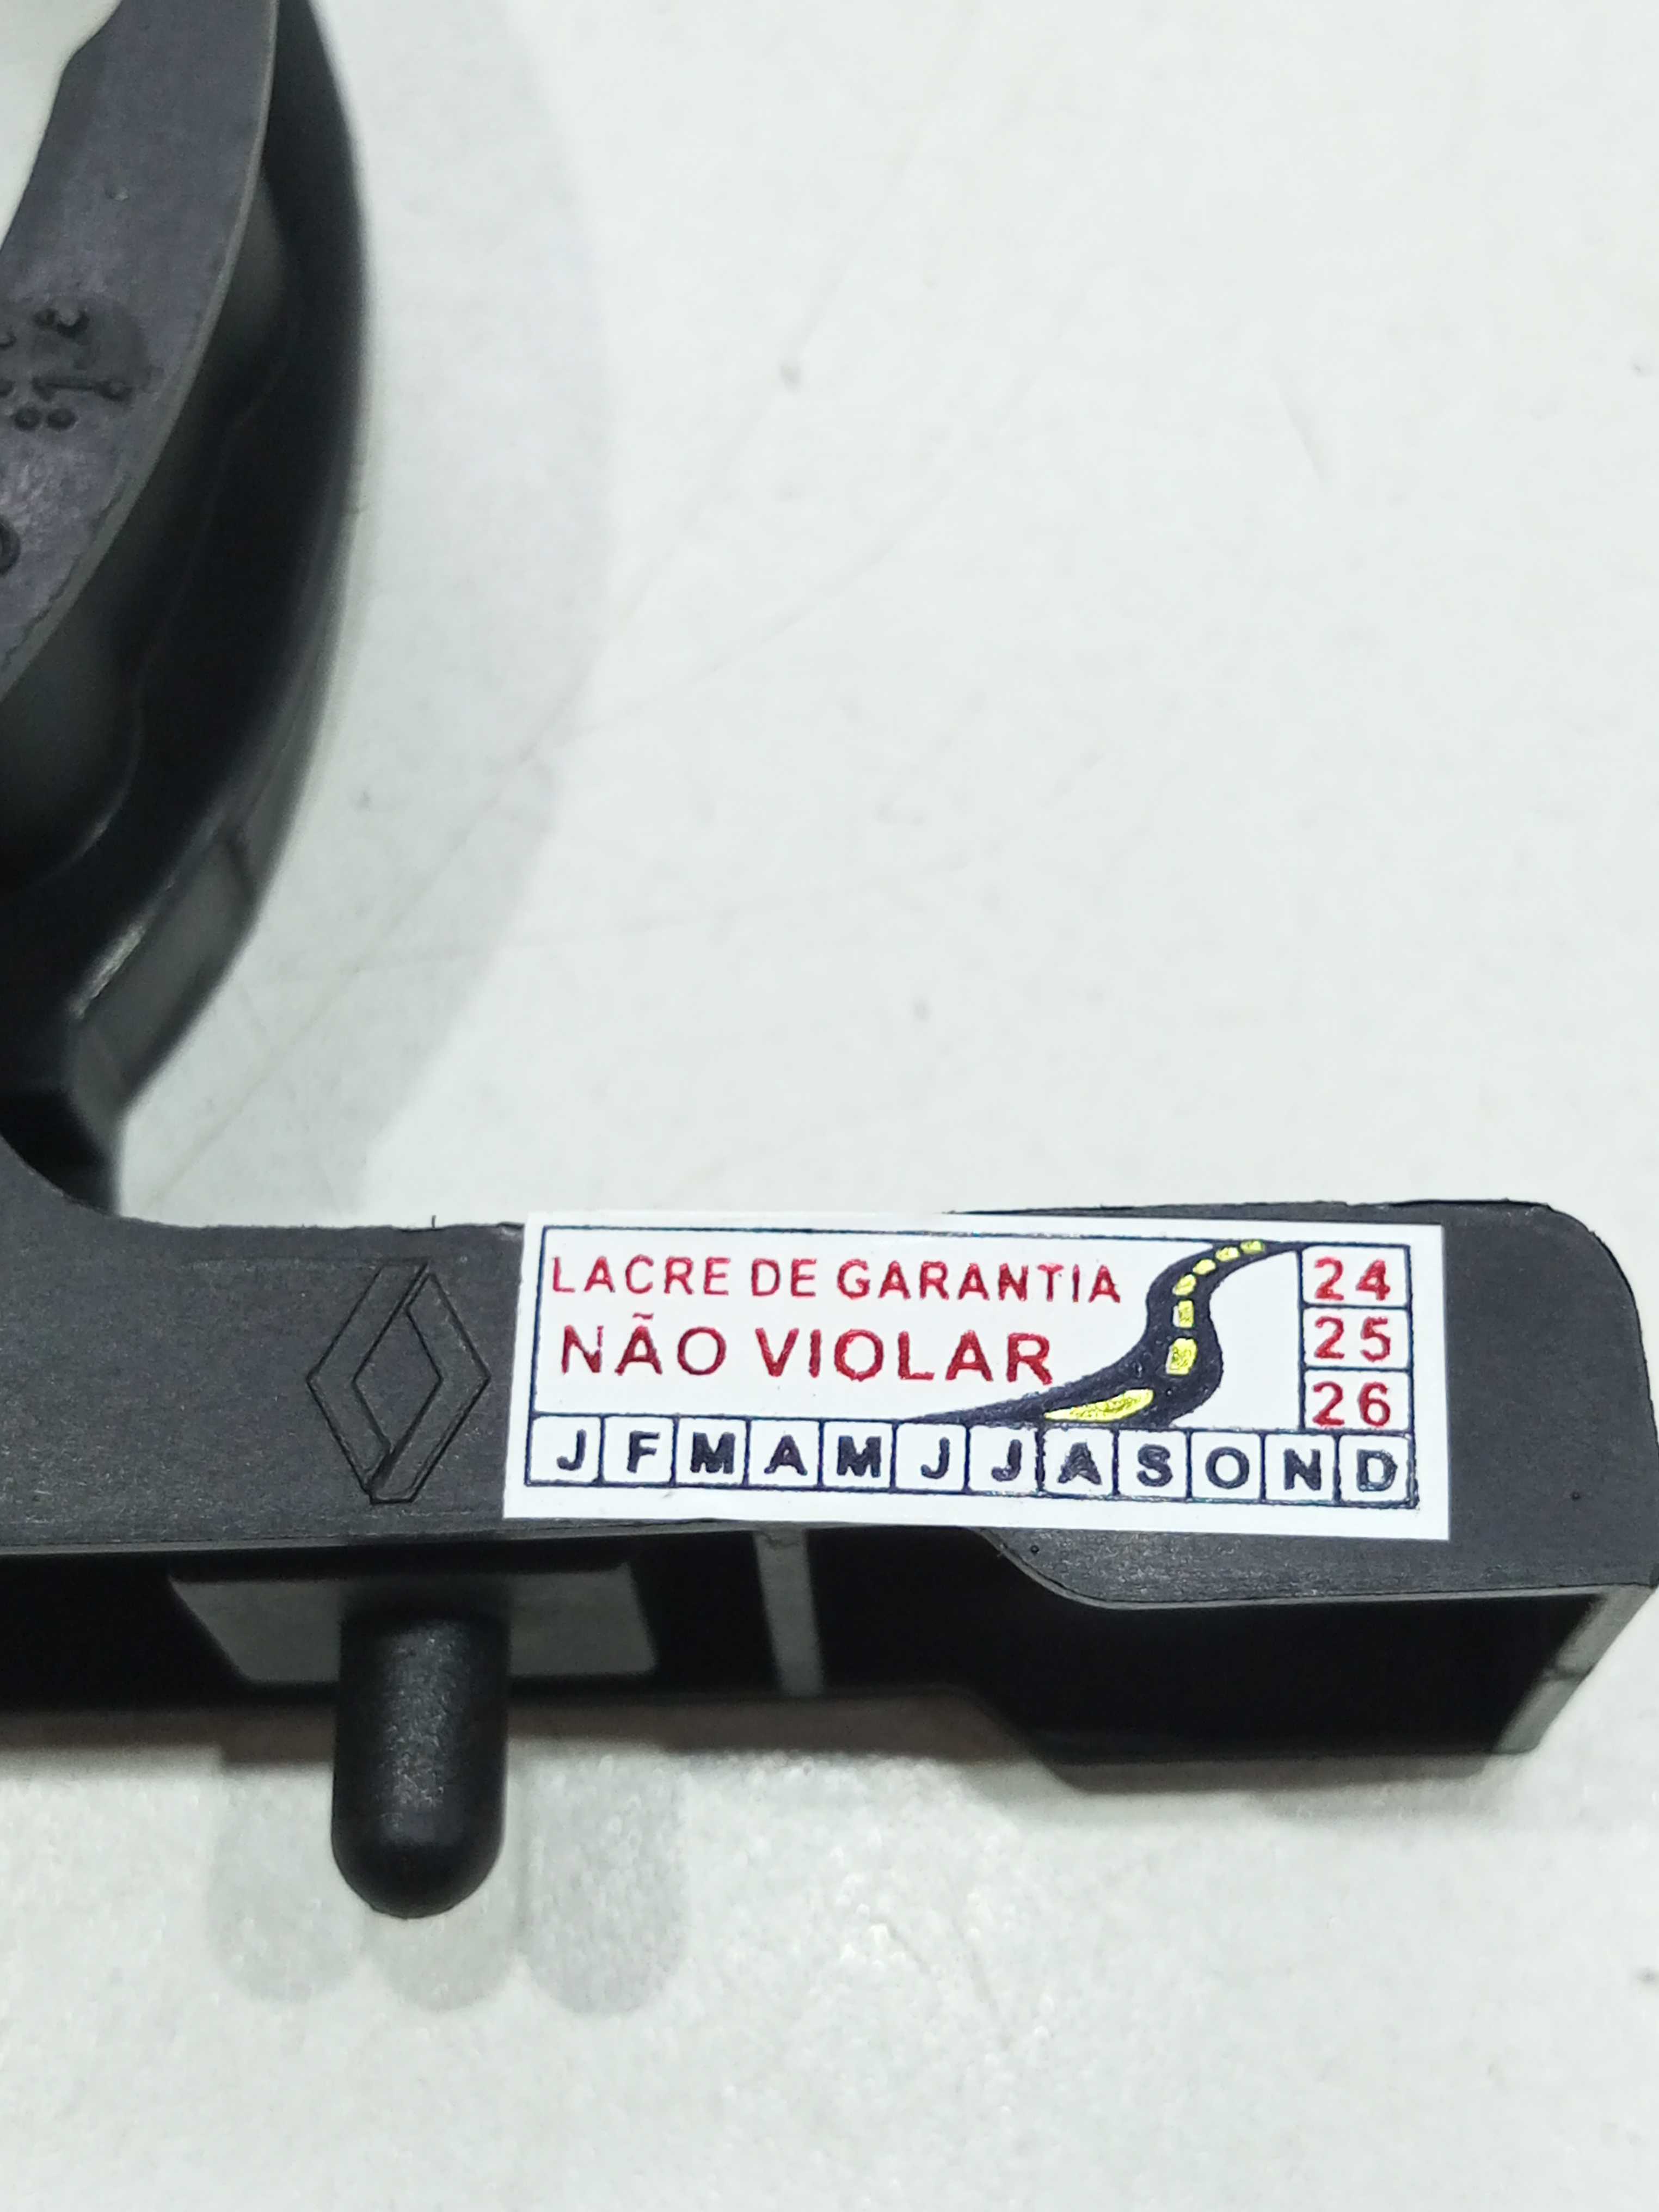 LACRE DE GARANTIA
NÃO VIOLAR
24
25
26
J F M A M J J A S O N D